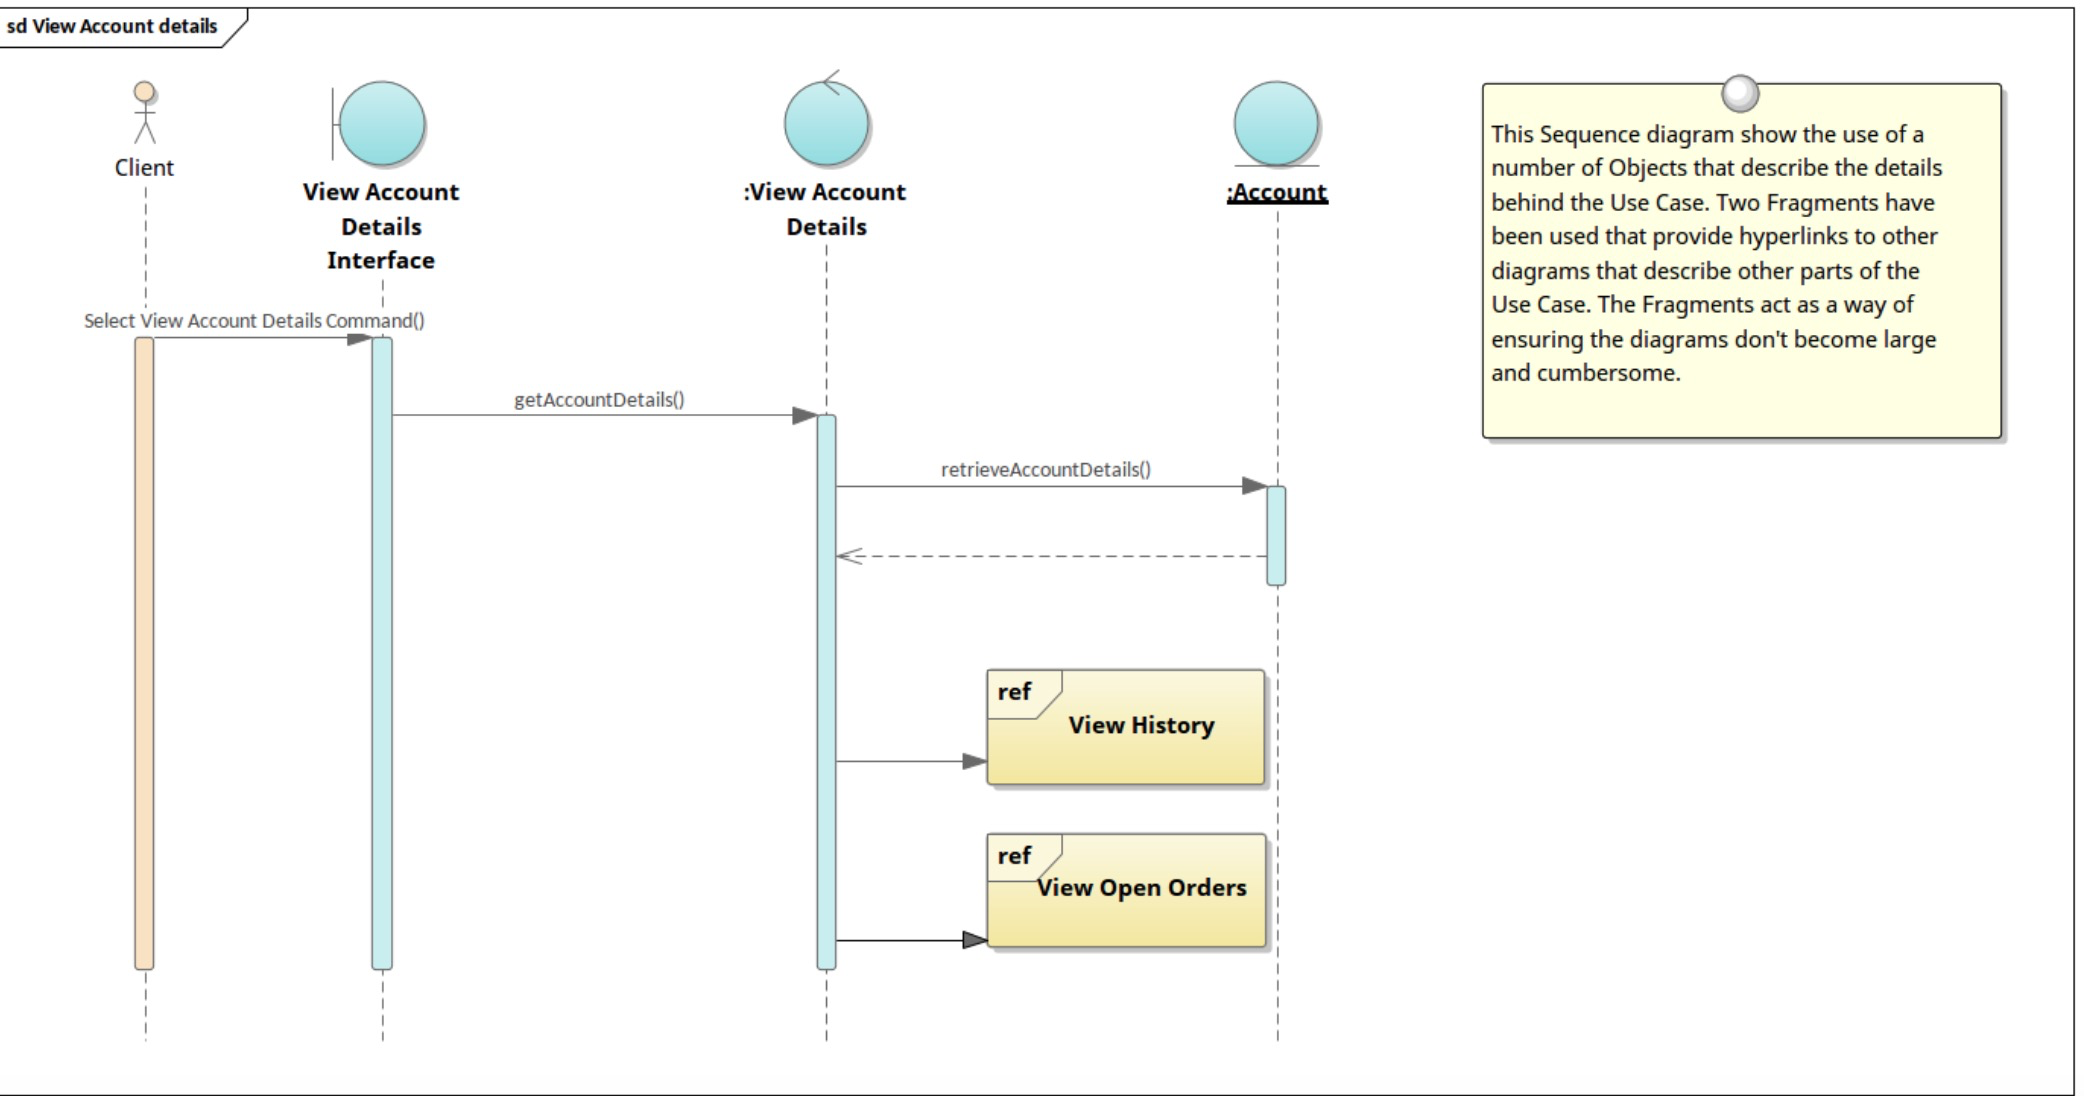 sd View Account details
Client
View Account
Details
Interface
:View Account
Details
:Account
This Sequence diagram show the use of a
number of Objects that describe the details
behind the Use Case. Two Fragments have
been used that provide hyperlinks to other
diagrams that describe other parts of the
Use Case. The Fragments act as a way of
ensuring the diagrams don't become large
and cumbersome.
Select View Account Details Command()
getAccountDetails()
retrieveAccountDetails()
ref
View History
ref
View Open Orders